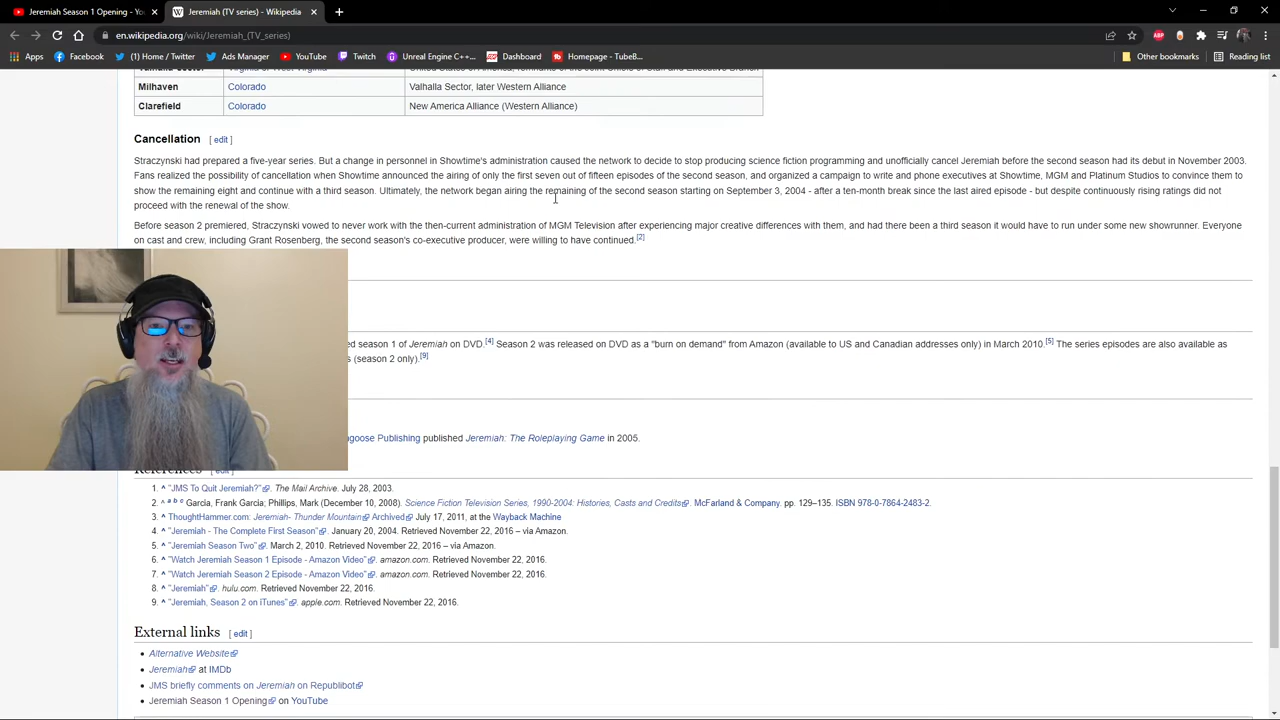 Jeremiah Season 1 Opening - You
Jeremiah (TV series) - Wikipedia
en.wikipedia.org/wiki/Jeremiah_(TV_series)
Apps Facebook (1) Home / Twitter Ads Manager YouTube Twitch Unreal Engine C++... Dashboard Homepage - TubeB... Other bookmarks Reading list
Milhaven Colorado Valhalla Sector, later Western Alliance
Clarefield Colorado New America Alliance (Western Alliance)
Cancellation [ edit ]
Straczynski had prepared a five-year series. But a change in personnel in Showtime's administration caused the network to decide to stop producing science fiction programming and unofficially cancel Jeremiah before the second season had its debut in November 2003.
Fans realized the possibility of cancellation when Showtime announced the airing of only the first seven out of fifteen episodes of the second season, and organized a campaign to write and phone executives at Showtime, MGM and Platinum Studios to convince them to
show the remaining eight and continue with a third season. Ultimately, the network began airing the remaining of the second season starting on September 3, 2004 - after a ten-month break since the last aired episode - but despite continuously rising ratings did not
proceed with the renewal of the show.
Before season 2 premiered, Straczynski vowed to never work with the then-current administration of MGM Television after experiencing major creative differences with them, and had there been a third season it would have to run under some new showrunner. Everyone
on cast and crew, including Grant Rosenberg, the second season's co-executive producer, were willing to have continued.[2]
season 1 of Jeremiah on DVD.[4] Season 2 was released on DVD as a "burn on demand" from Amazon (available to US and Canadian addresses only) in March 2010.[5] The series episodes are also available as
(season 2 only).[9]
goose Publishing published Jeremiah: The Roleplaying Game in 2005.
References [ edit ]
1. ^ "JMS To Quit Jeremiah?". The Mail Archive. July 28, 2003.
2. ^ a b c Garcia, Frank Garcia; Phillips, Mark (December 10, 2008). Science Fiction Television Series, 1990-2004: Histories, Casts and Credits. McFarland & Company. pp. 129–135. ISBN 978-0-7864-2483-2.
3. ^ ThoughtHammer.com: Jeremiah- Thunder Mountain Archived July 17, 2011, at the Wayback Machine
4. ^ "Jeremiah - The Complete First Season". January 20, 2004. Retrieved November 22, 2016 – via Amazon.
5. ^ "Jeremiah Season Two". March 2, 2010. Retrieved November 22, 2016 – via Amazon.
6. ^ "Watch Jeremiah Season 1 Episode - Amazon Video". amazon.com. Retrieved November 22, 2016.
7. ^ "Watch Jeremiah Season 2 Episode - Amazon Video". amazon.com. Retrieved November 22, 2016.
8. ^ "Jeremiah". hulu.com. Retrieved November 22, 2016.
9. ^ "Jeremiah, Season 2 on iTunes". apple.com. Retrieved November 22, 2016.
External links [ edit ]
• Alternative Website
• Jeremiah at IMDb
• JMS briefly comments on Jeremiah on Republibot
• Jeremiah Season 1 Opening on YouTube